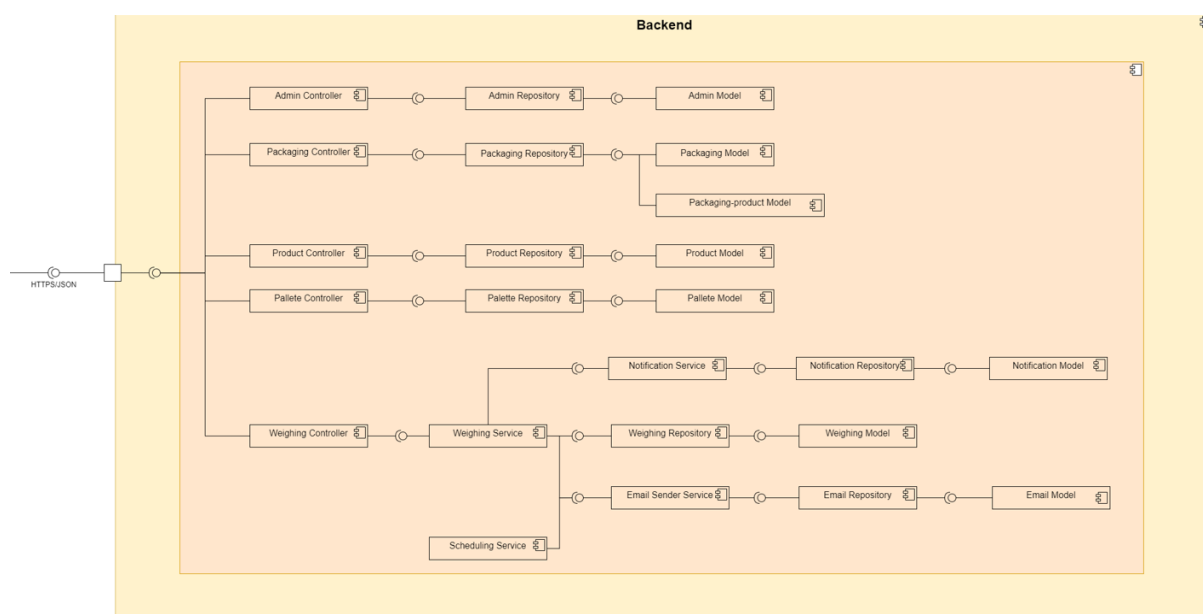 Backend
Admin Controller
Admin Repository
Admin Model
Packaging Controller
Packaging Repository
Packaging Model
Packaging-product Model
Product Controller
Product Repository
Product Model
HTTPS/JSON
Pallete Controller
Palette Repository
Pallete Model
Notification Service
Notification Repository
Notification Model
Weighing Controller
Weighing Service
Weighing Repository
Weighing Model
Email Sender Service
Email Repository
Email Model
Scheduling Service